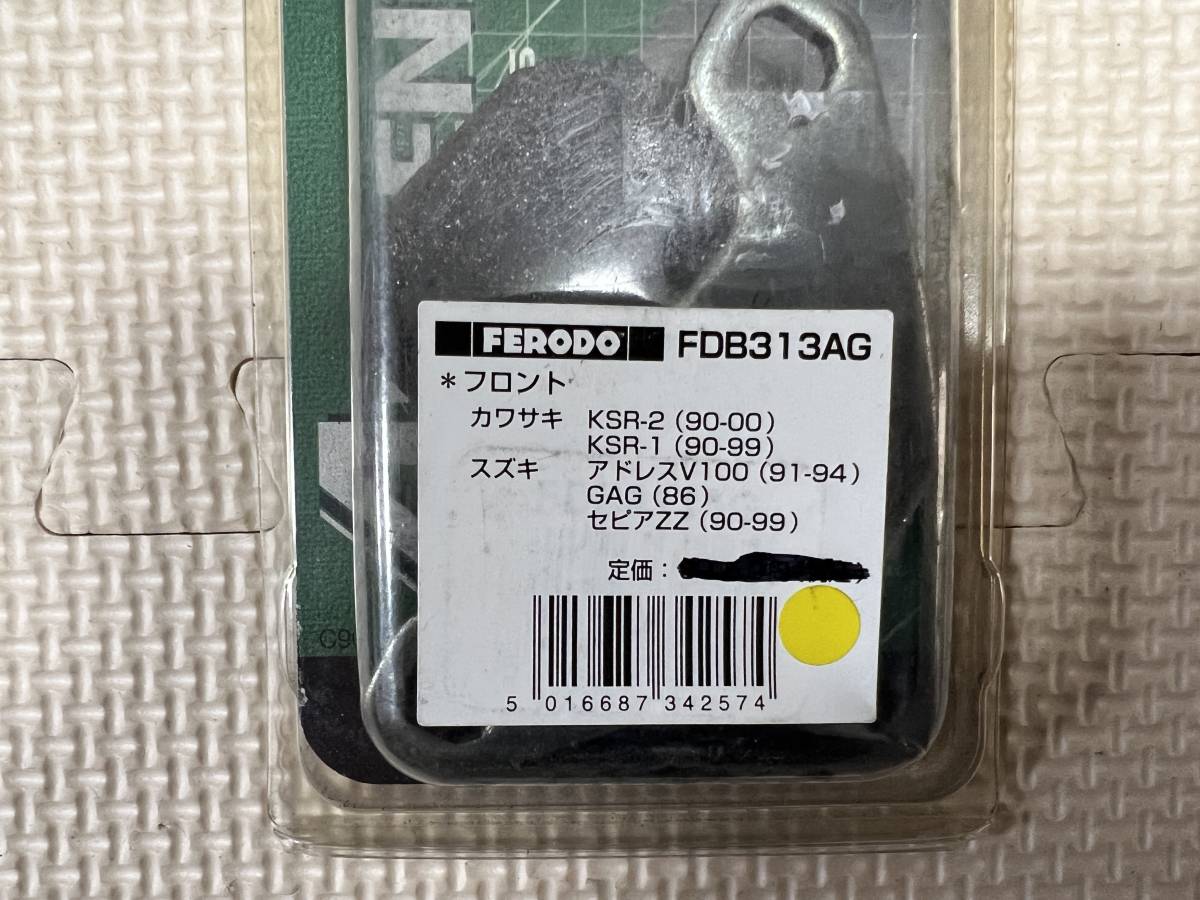 FERODO FDB313AG
*フロント
カワサキ KSR-2 (90-00)
KSR-1 (90-99)
スズキ アドレスV100 (91-94)
GAG (86)
セピアZZ (90-99)
定価:
5 016687 342574